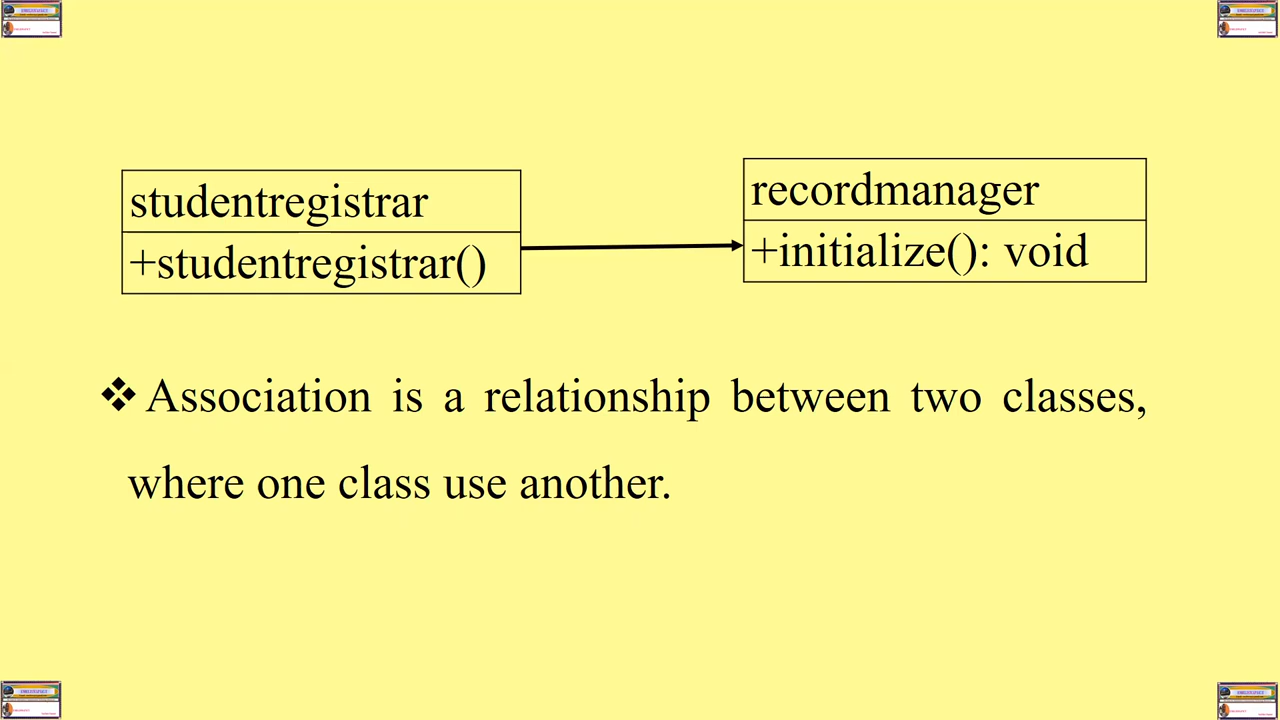 studentregistrar
+studentregistrar()
recordmanager
+initialize(): void
❖ Association is a relationship between two classes,
where one class use another.